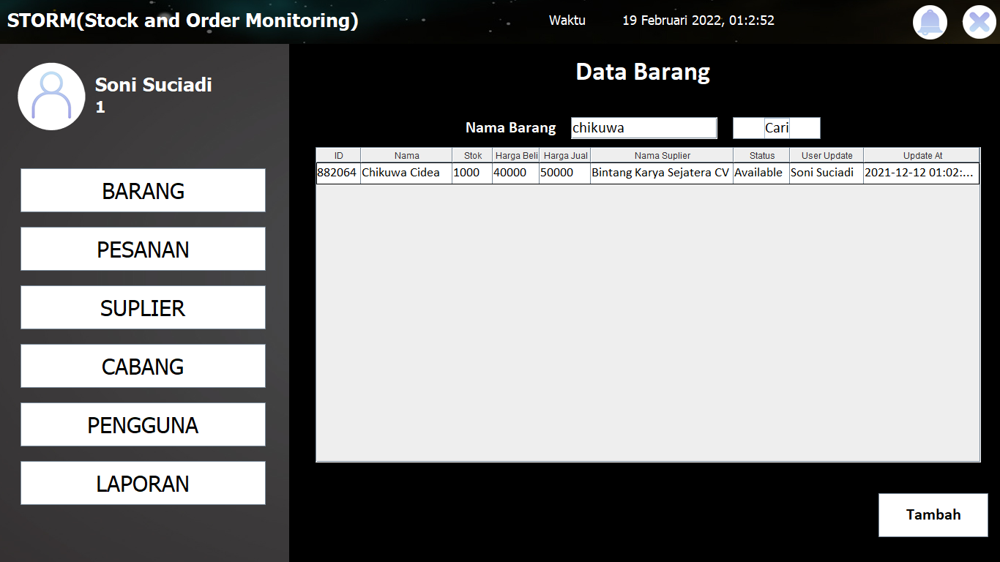 STORM(Stock and Order Monitoring) Waktu 19 Februari 2022, 01:2:52
Soni Suciadi
1
BARANG
PESANAN
SUPLIER
CABANG
PENGGUNA
LAPORAN
Data Barang
Nama Barang chikuwa Cari
ID Nama Stok Harga Beli Harga Jual Nama Suplier Status User Update Update At
882064 Chikuwa Cidea 1000 40000 50000 Bintang Karya Sejatera CV Available Soni Suciadi 2021-12-12 01:02:...
Tambah